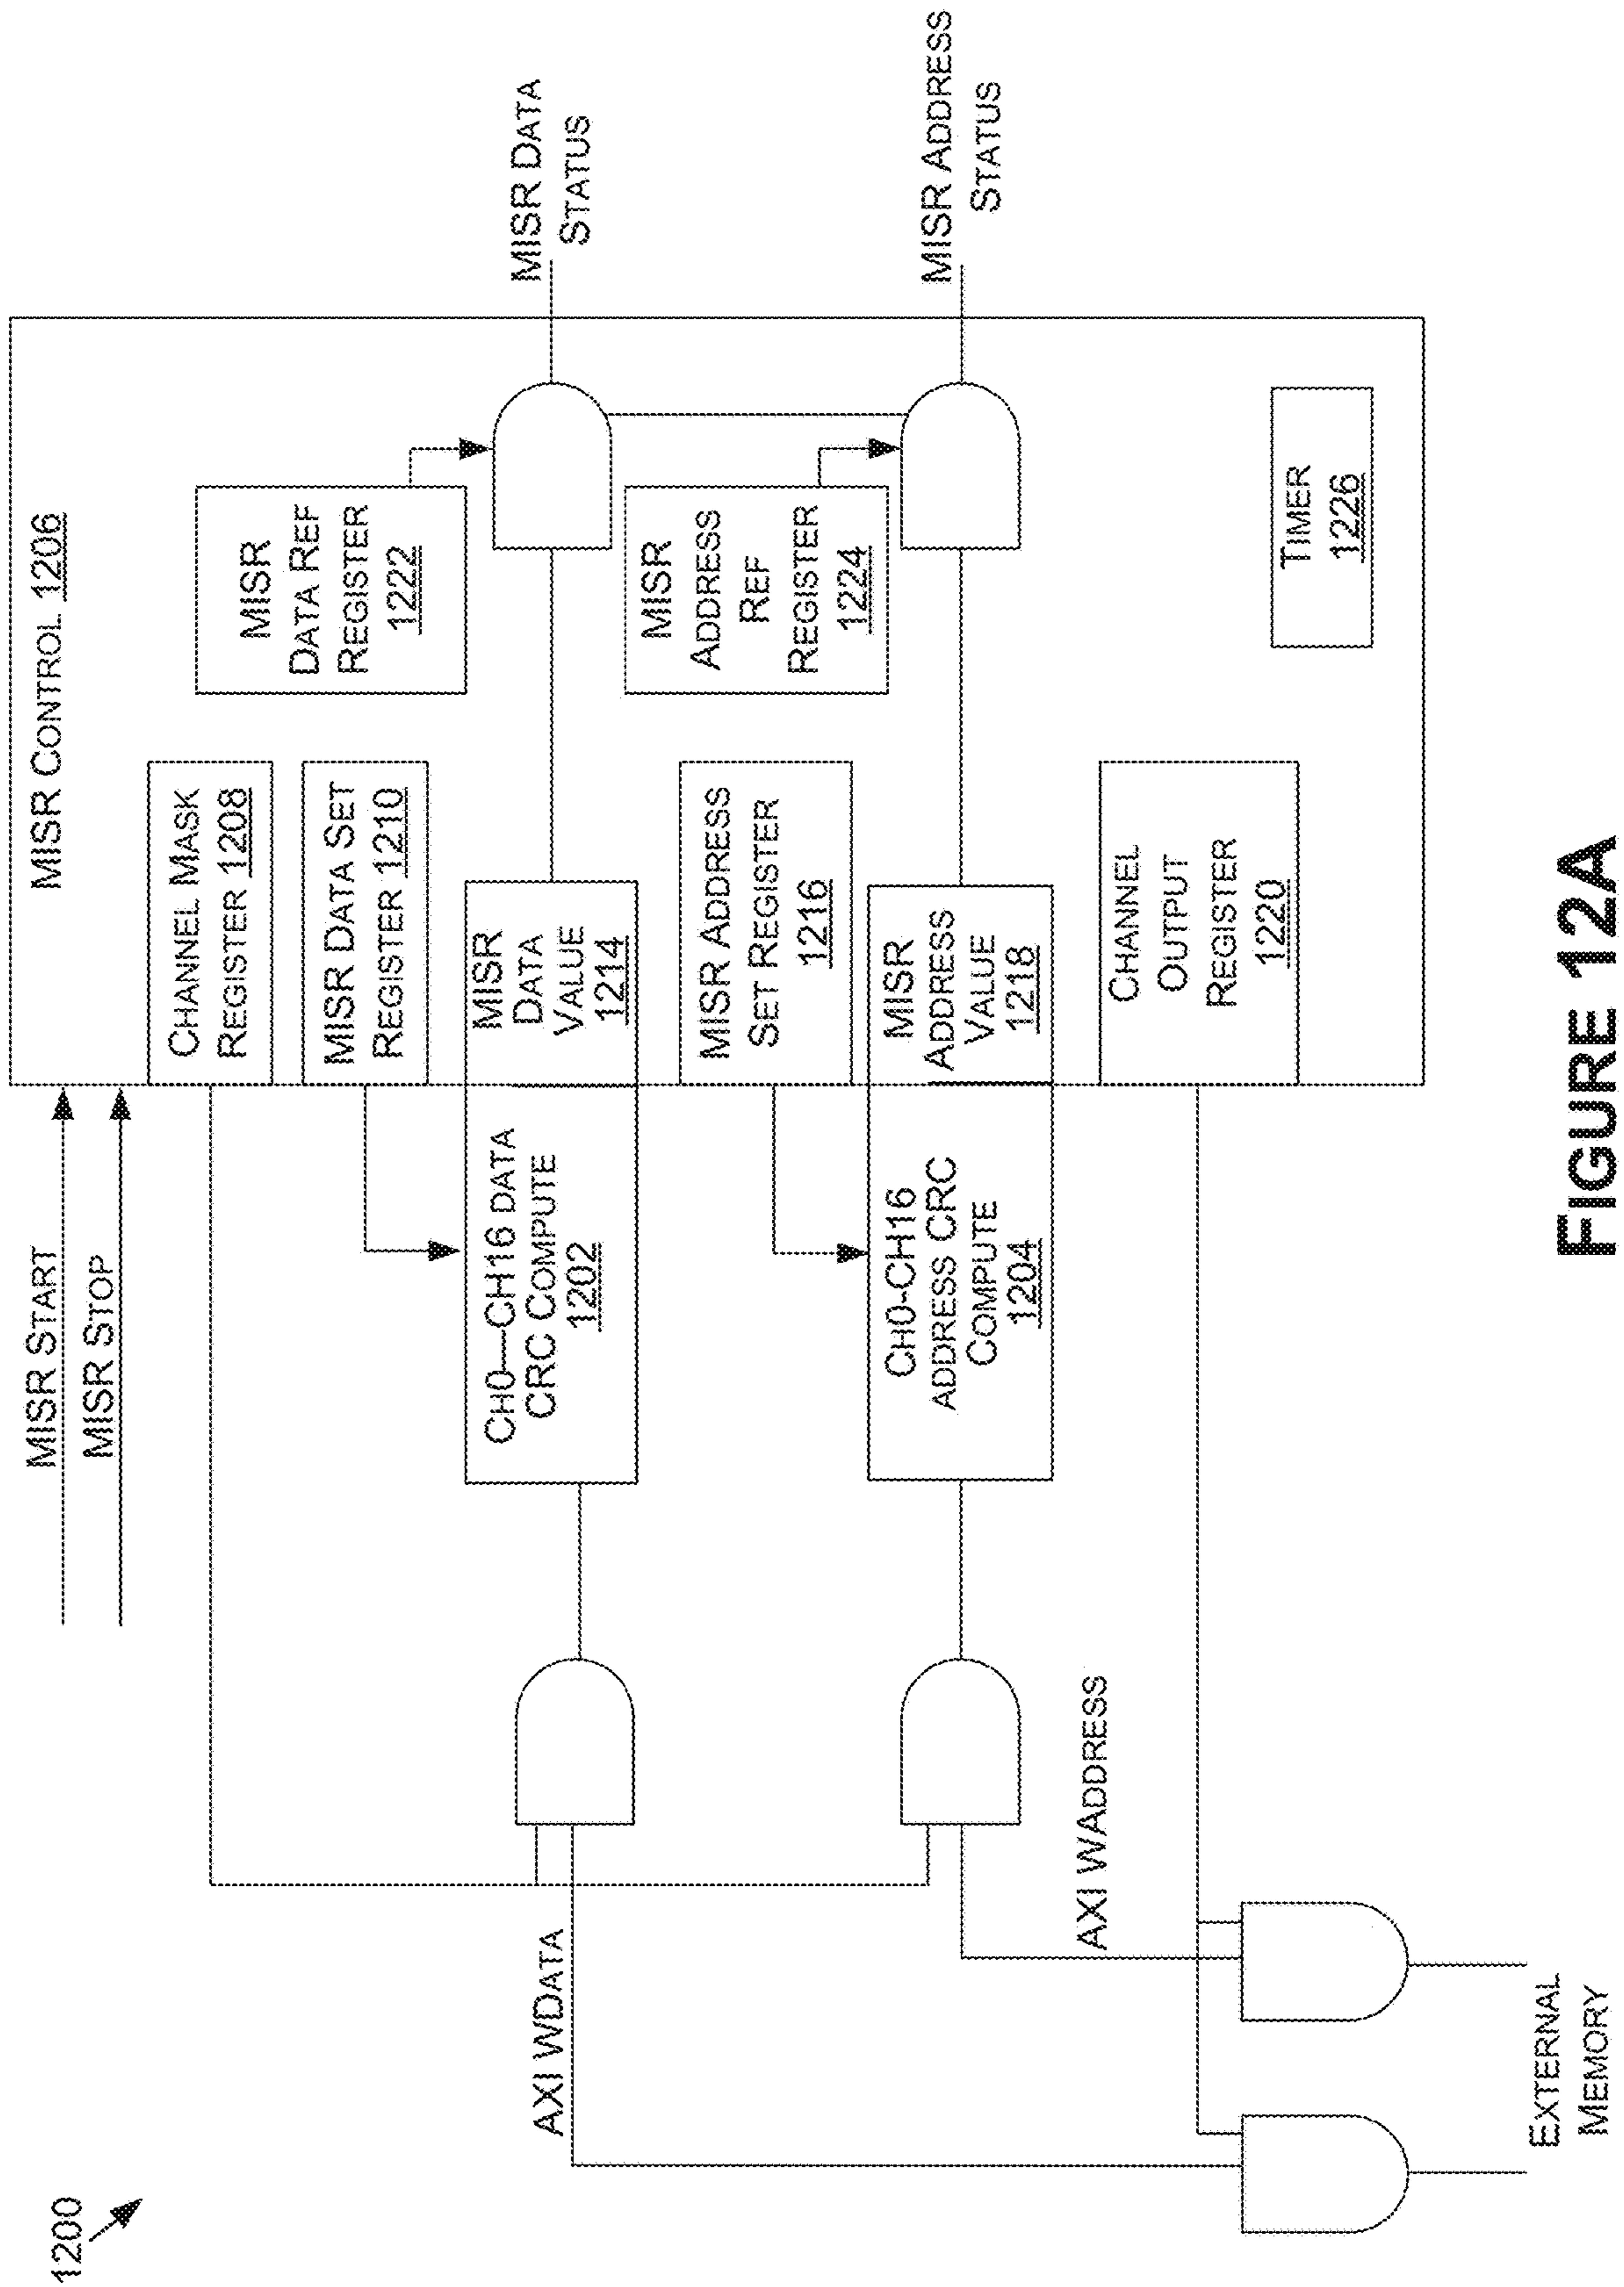 1200
MISR START
MISR STOP
MISR CONTROL 1206
CHANNEL MASK
REGISTER 1208
MISR DATA SET
REGISTER 1210
MISR
DATA REF
REGISTER
1222
CH0—CH16 DATA
CRC COMPUTE
1202
MISR
DATA
VALUE
1214
MISR DATA
STATUS
AXI WDATA
MISR ADDRESS
SET REGISTER
1216
MISR
ADDRESS
REF
REGISTER
1224
CH0-CH16
ADDRESS CRC
COMPUTE
1204
MISR
ADDRESS
VALUE
1218
MISR ADDRESS
STATUS
AXI WADDRESS
CHANNEL
OUTPUT
REGISTER
1220
TIMER
1226
EXTERNAL
MEMORY
FIGURE 12A